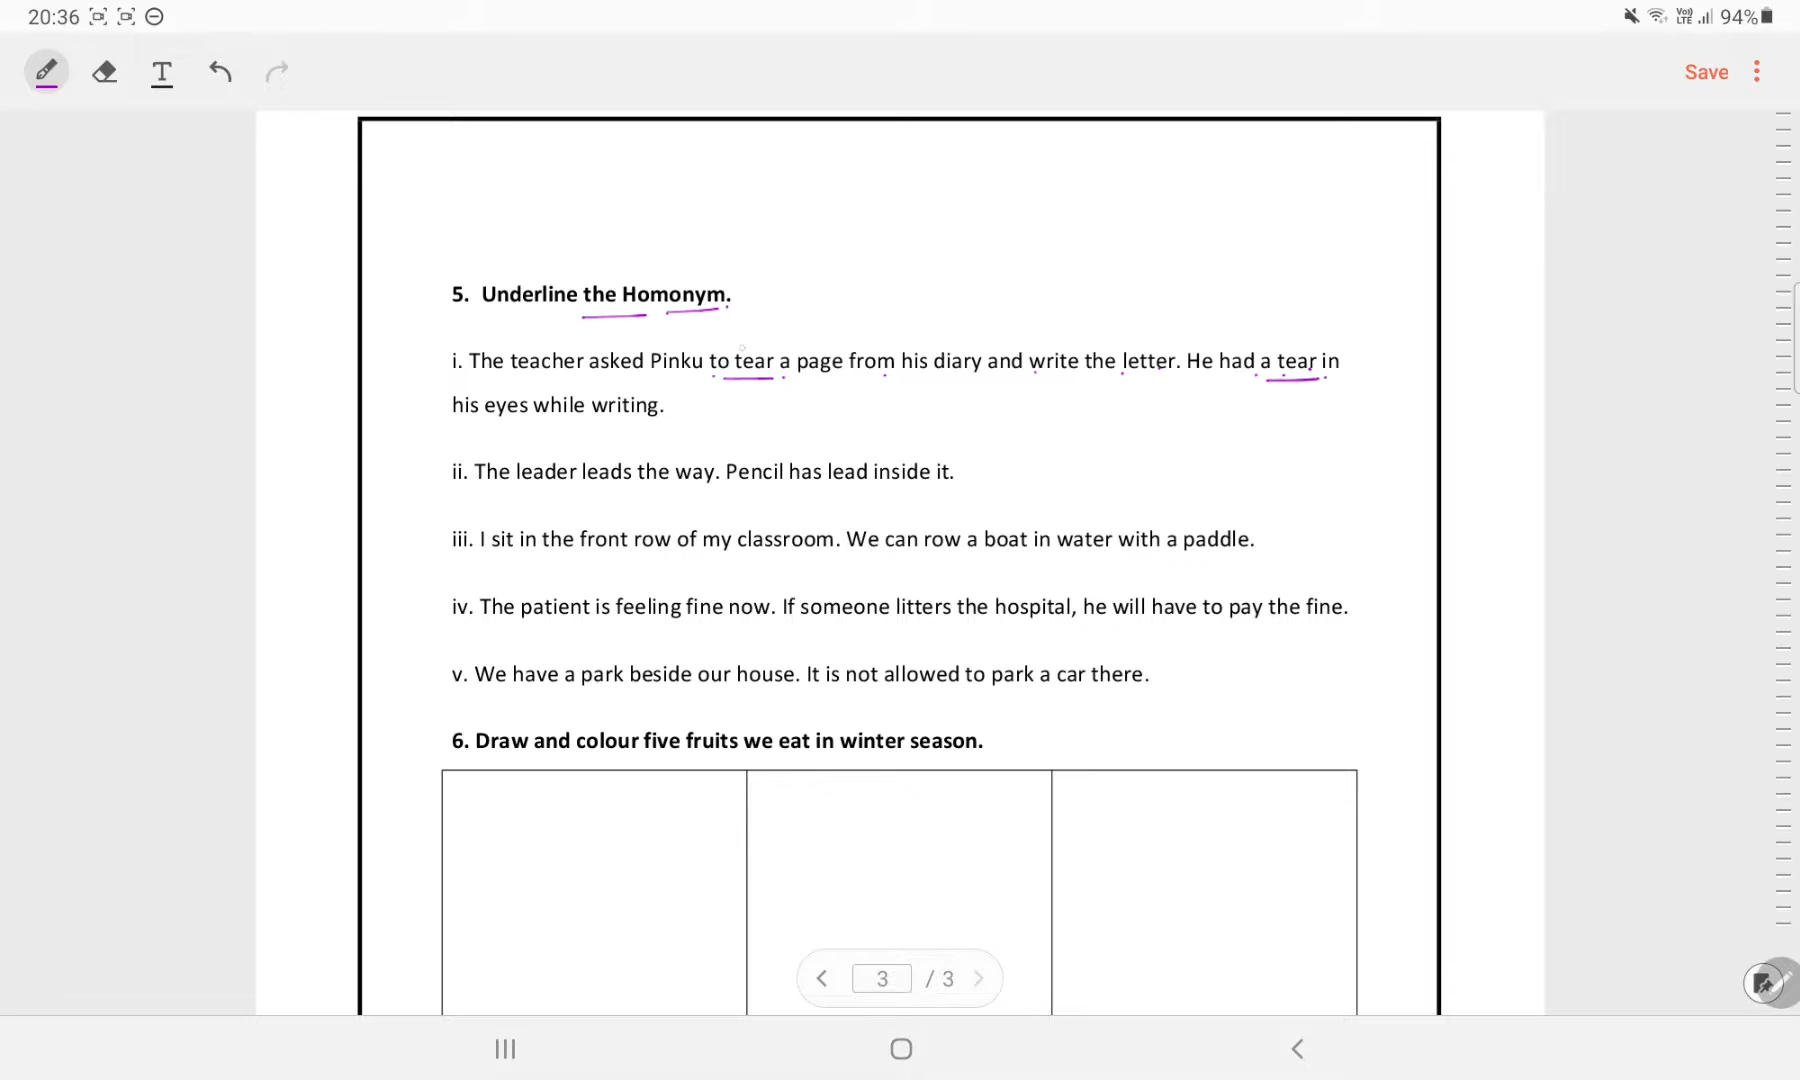 20:36
Vo)) LTE 94%
T
Save
5. Underline the Homonym.
i. The teacher asked Pinku to tear a page from his diary and write the letter. He had a tear in
his eyes while writing.
ii. The leader leads the way. Pencil has lead inside it.
iii. I sit in the front row of my classroom. We can row a boat in water with a paddle.
iv. The patient is feeling fine now. If someone litters the hospital, he will have to pay the fine.
v. We have a park beside our house. It is not allowed to park a car there.
6. Draw and colour five fruits we eat in winter season.
3 / 3